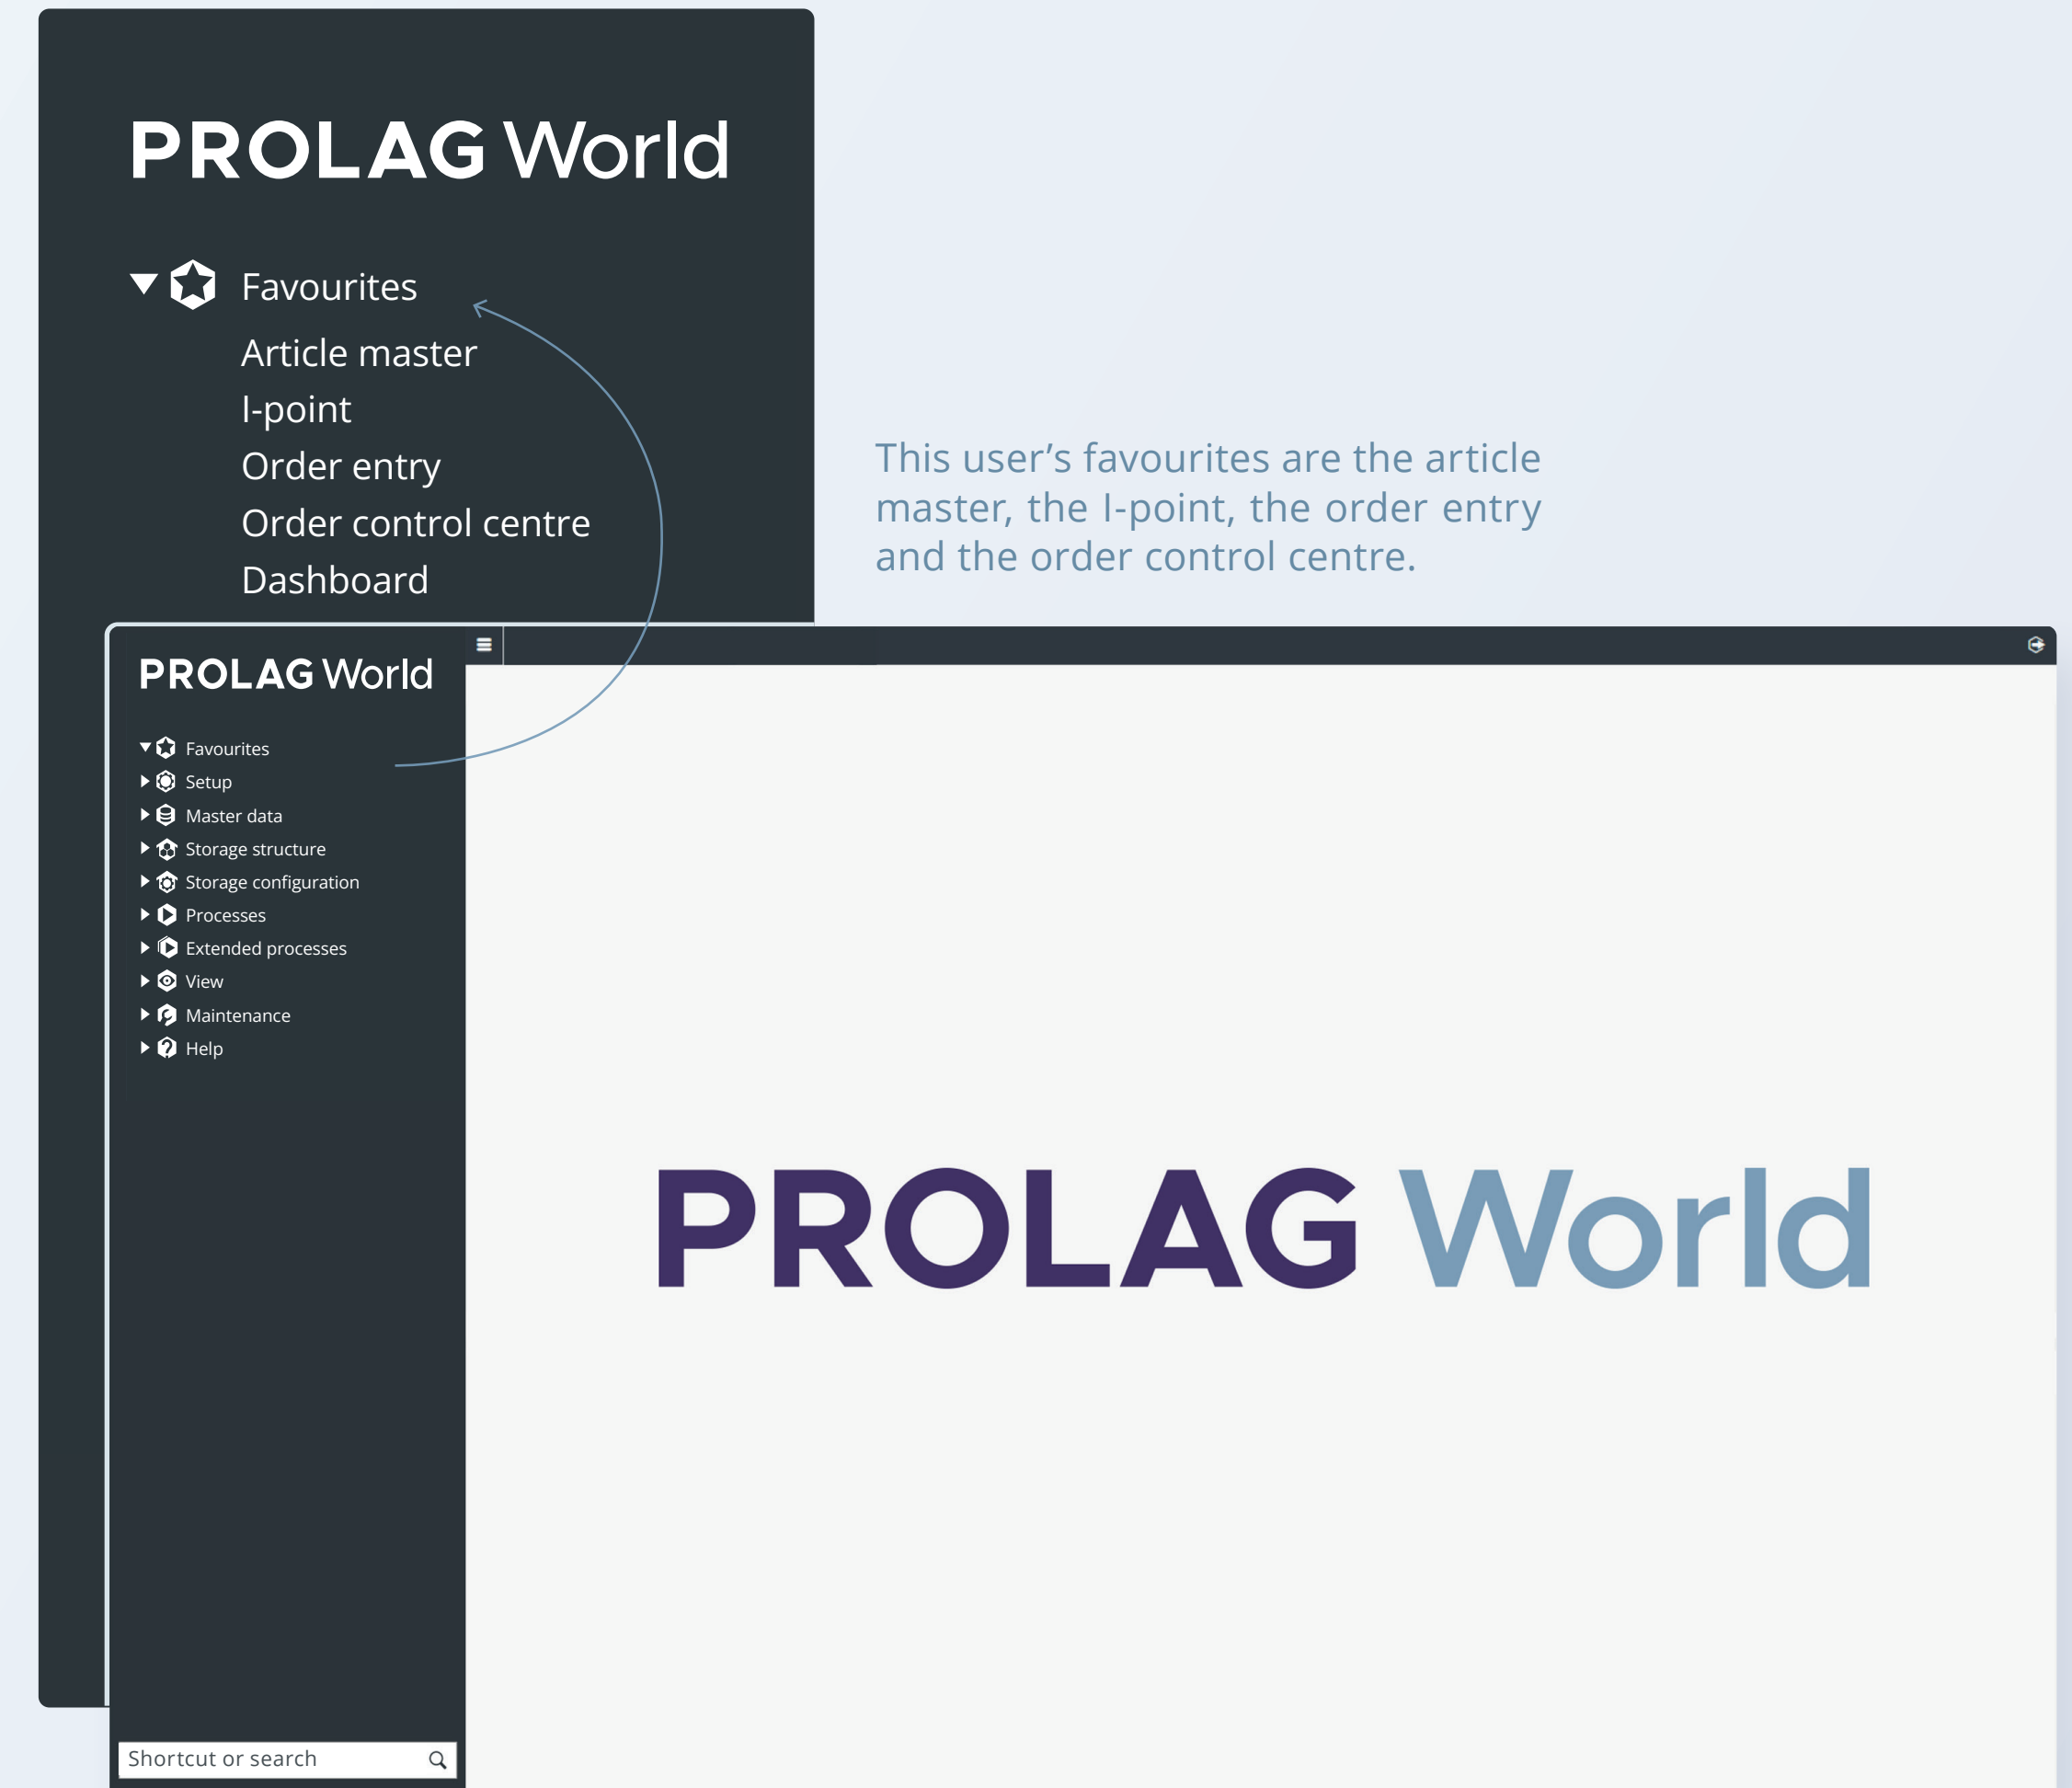 PROLAG World
Favourites
Article master
I-point
Order entry
Order control centre
Dashboard
This user’s favourites are the article
master, the I-point, the order entry
and the order control centre.
PROLAG World
Favourites
Setup
Master data
Storage structure
Storage configuration
Processes
Extended processes
View
Maintenance
Help
PROLAG World
Shortcut or search